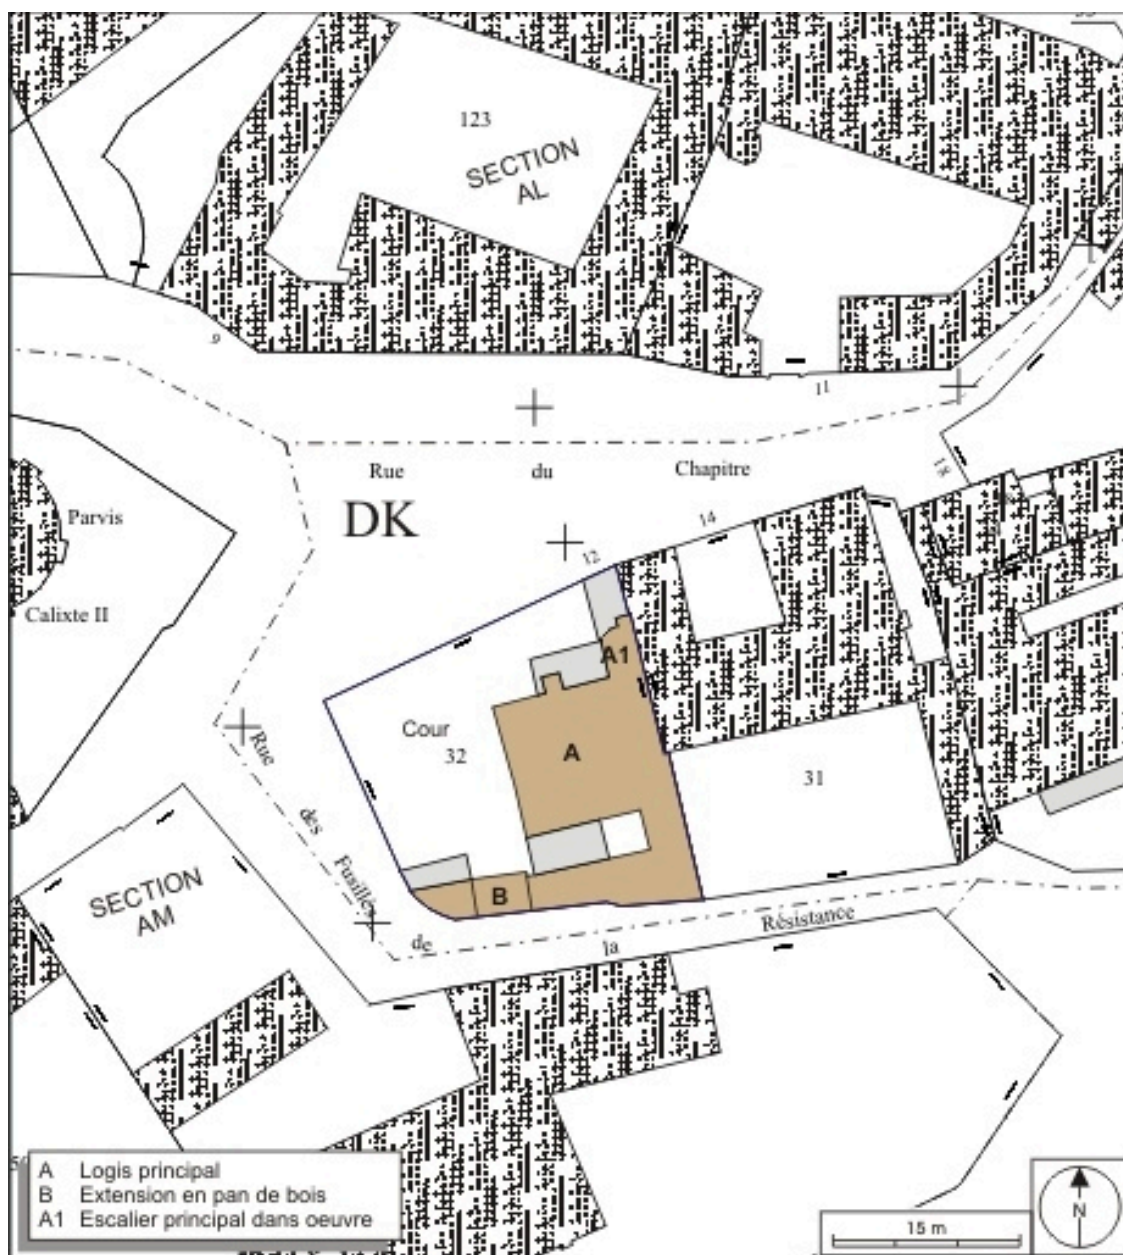 123
SECTION
AL
9
11
Rue du Chapitre
18
DK
14
12
Parvis
Calixte II
A1
Cour
32
A
31
Rue des Fusillés de la Résistance
B
SECTION
AM
A Logis principal
B Extension en pan de bois
A1 Escalier principal dans oeuvre
15 m
N